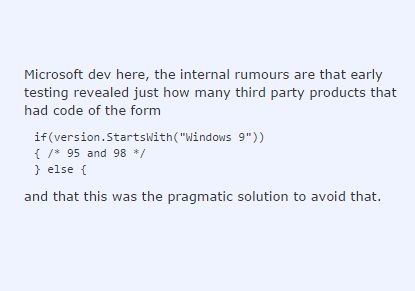 Microsoft dev here, the internal rumours are that early
testing revealed just how many third party products that
had code of the form
if(version.StartsWith("Windows 9"))
{ /* 95 and 98 */
} else {
and that this was the pragmatic solution to avoid that.